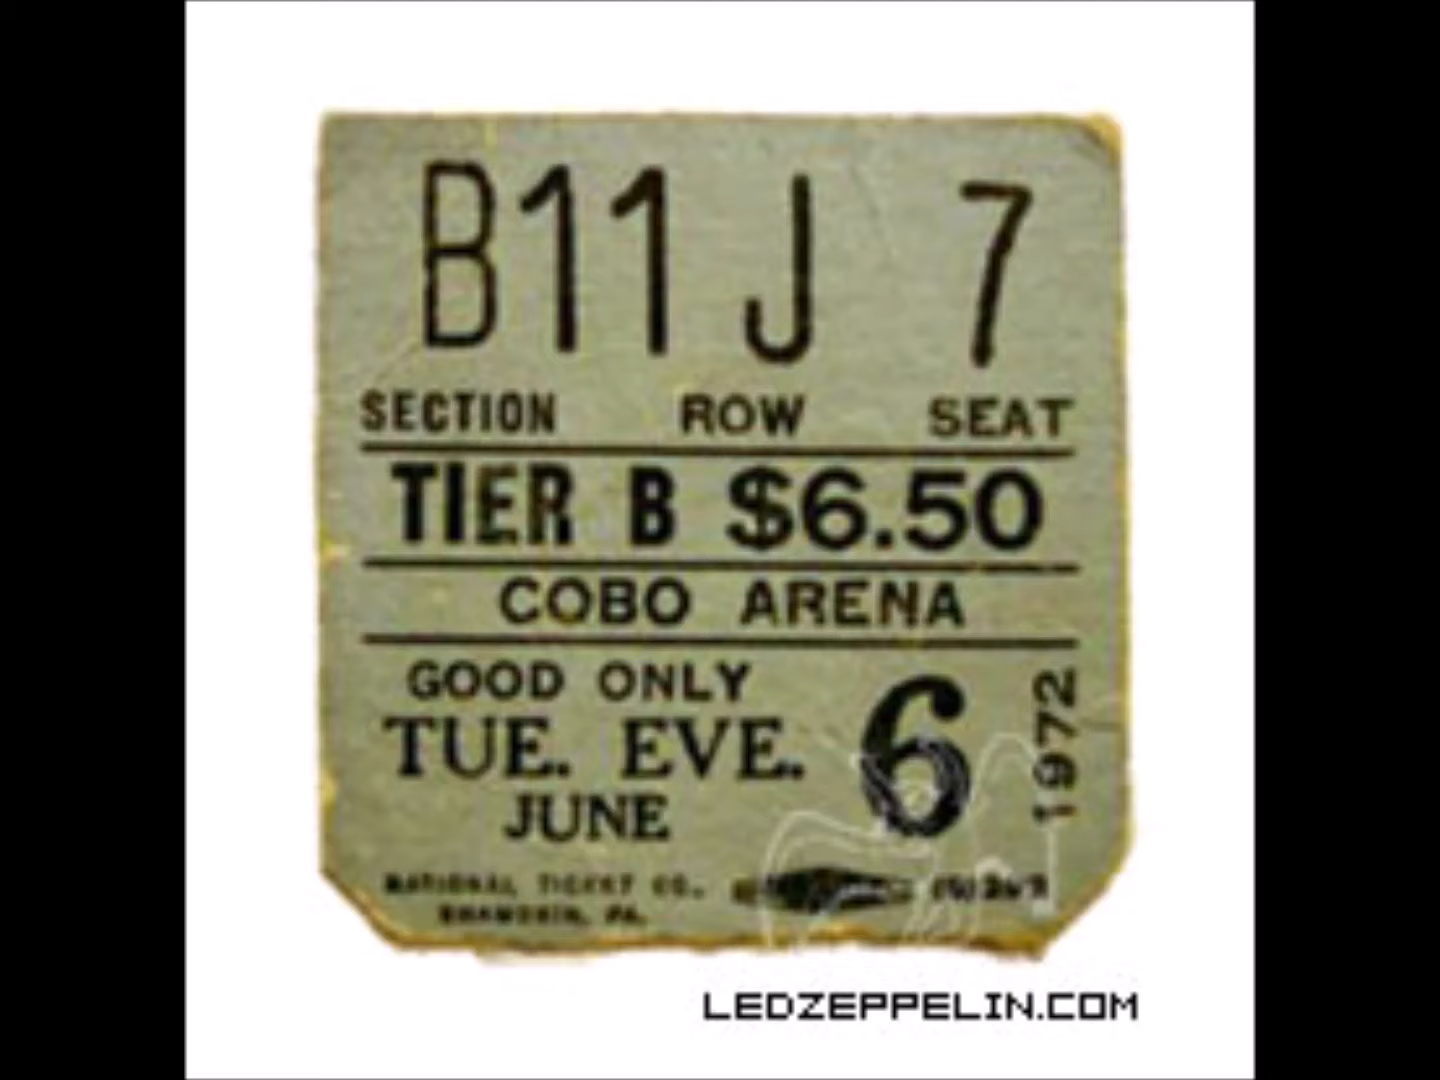 B11 J 7
SECTION ROW SEAT
TIER B $6.50
COBO ARENA
GOOD ONLY
TUE. EVE. 6
JUNE
1972
NATIONAL TICKET CO.
SHAMOKIN, PA.
LEDZEPPELIN.COM